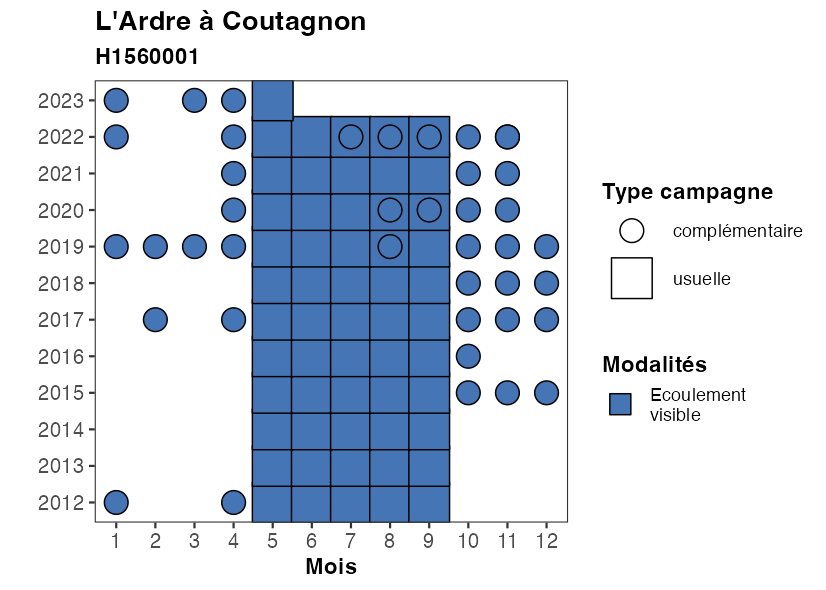 L'Ardre à Coutagnon
H1560001
2023
2022
2021
2020
2019
2018
2017
2016
2015
2014
2013
2012
1 2 3 4 5 6 7 8 9 10 11 12
Mois
Type campagne
complémentaire
usuelle
Modalités
Ecoulement
visible